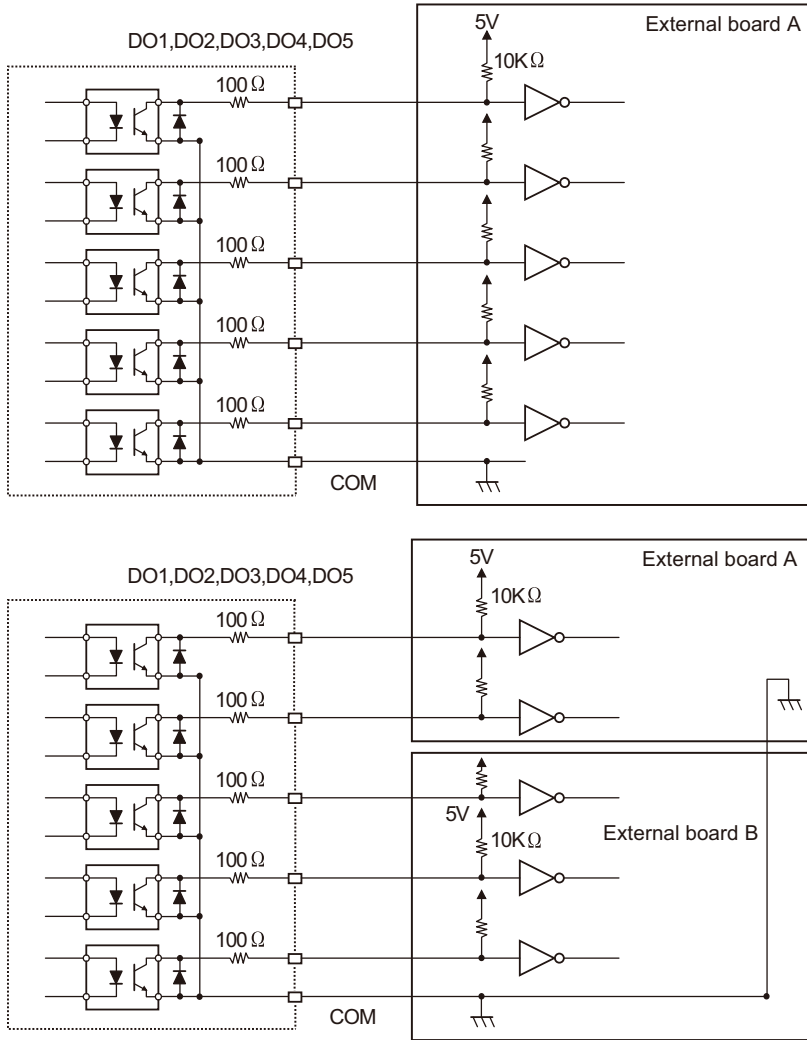 External board A
5V
DO1,DO2,DO3,DO4,DO5
10KΩ
100Ω
100Ω
100Ω
100Ω
100Ω
COM
External board A
5V
DO1,DO2,DO3,DO4,DO5
10KΩ
100Ω
100Ω
100Ω
5V
External board B
10KΩ
100Ω
100Ω
COM